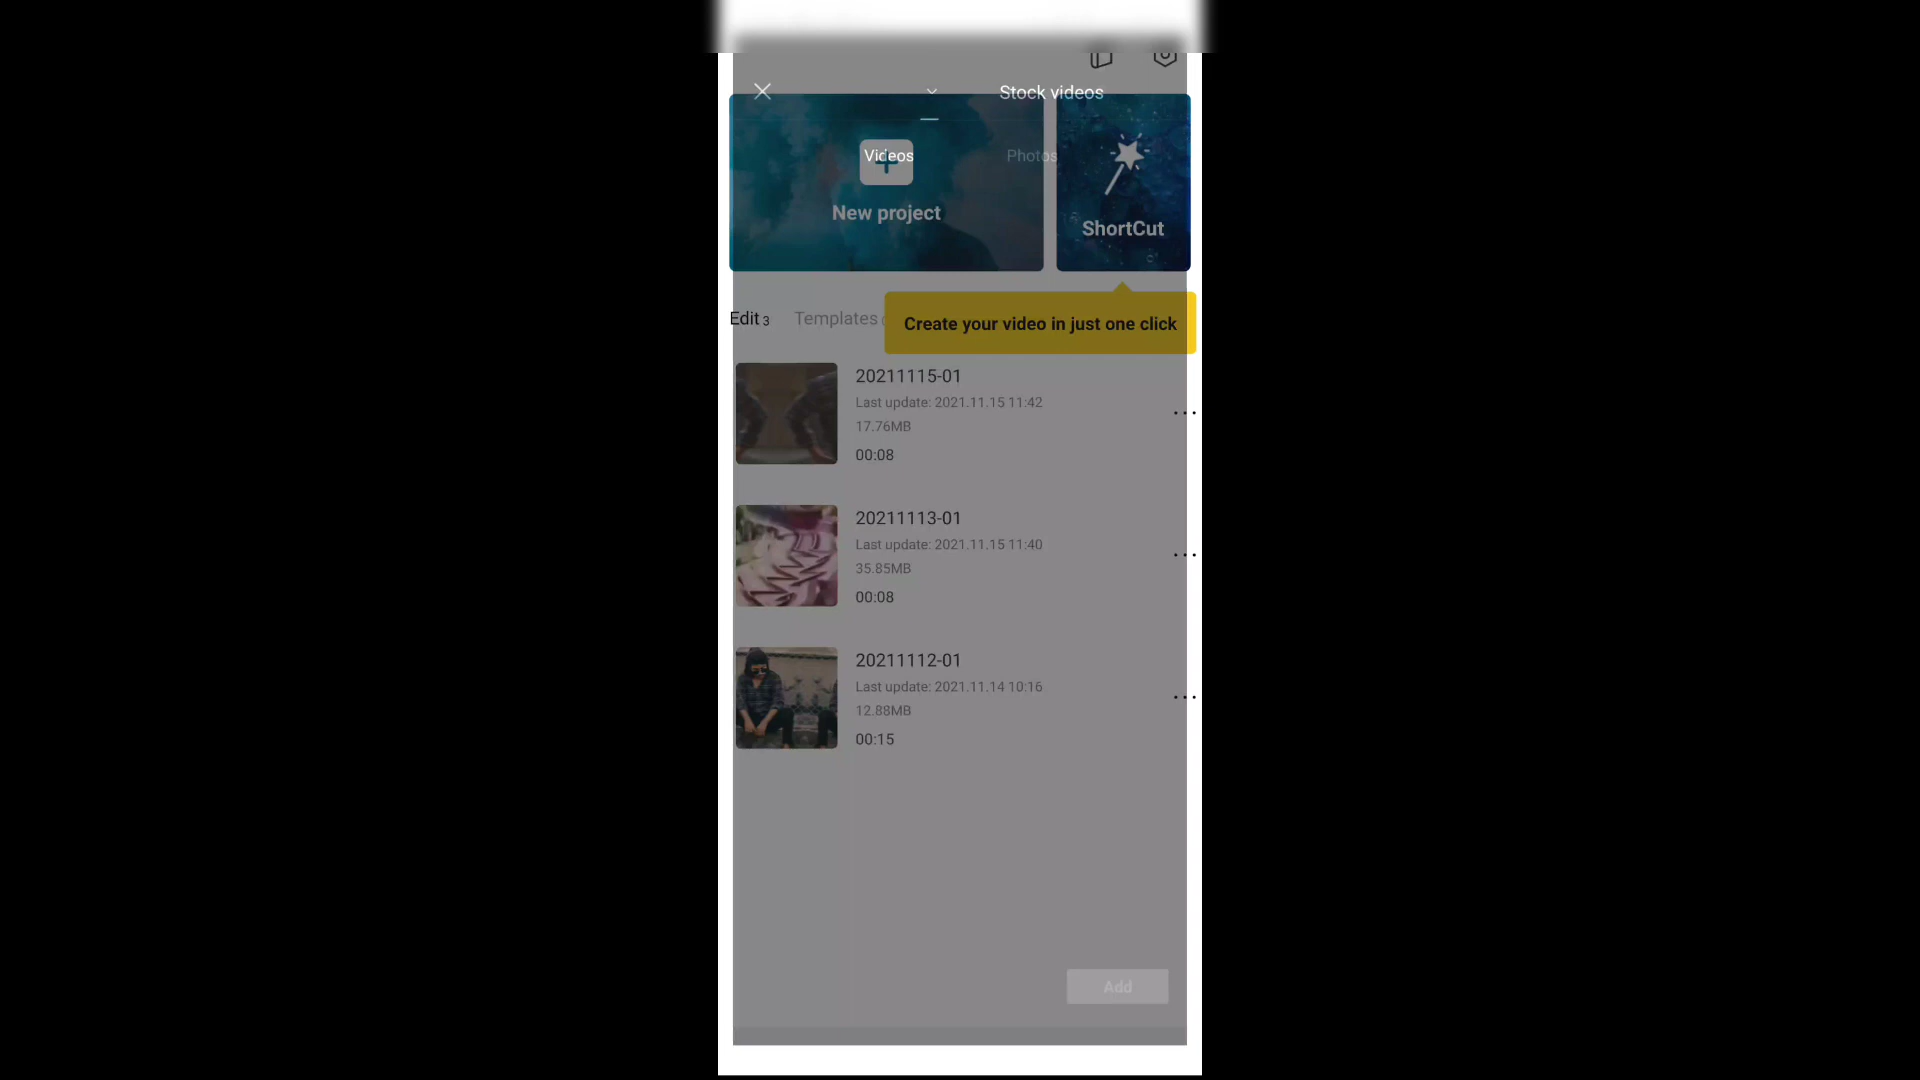 Stock videos
Videos
Photos
New project
ShortCut
Edit 3
Templates
Create your video in just one click
20211115-01
Last update: 2021.11.15 11:42
17.76MB
00:08
20211113-01
Last update: 2021.11.15 11:40
35.85MB
00:08
20211112-01
Last update: 2021.11.14 10:16
12.88MB
00:15
Add